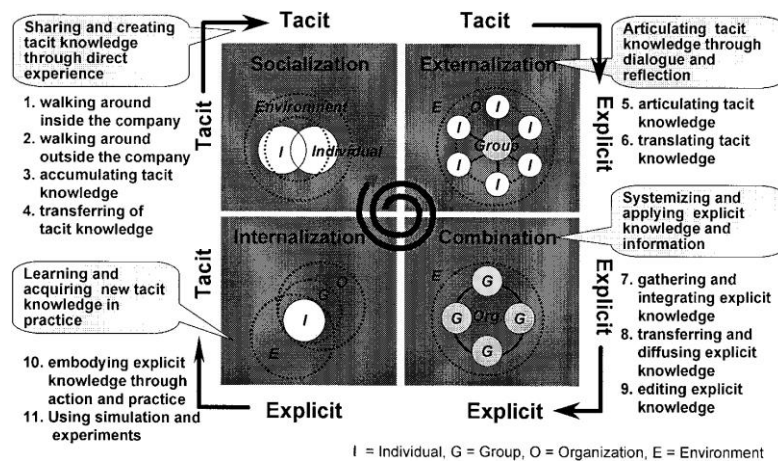 Tacit
Tacit
Sharing and creating
tacit knowledge
through direct
experience
Articulating tacit
knowledge through
dialogue and
reflection
Socialization
Externalization
Tacit
Explicit
1. walking around
inside the company
2. walking around
outside the company
3. accumulating tacit
knowledge
4. transferring of
tacit knowledge
Environment
I
Individual
E
O
I
I
I
Group
I
I
I
5. articulating tacit
knowledge
6. translating tacit
knowledge
Systemizing and
applying explicit
knowledge and
information
Internalization
Combination
Learning and
acquiring new tacit
knowledge in
practice
Tacit
Explicit
O
G
I
E
E
G
G
Org.
G
G
7. gathering and
integrating explicit
knowledge
8. transferring and
diffusing explicit
knowledge
9. editing explicit
knowledge
10. embodying explicit
knowledge through
action and practice
11. Using simulation and
experiments
Explicit
Explicit
I = Individual, G = Group, O = Organization, E = Environment